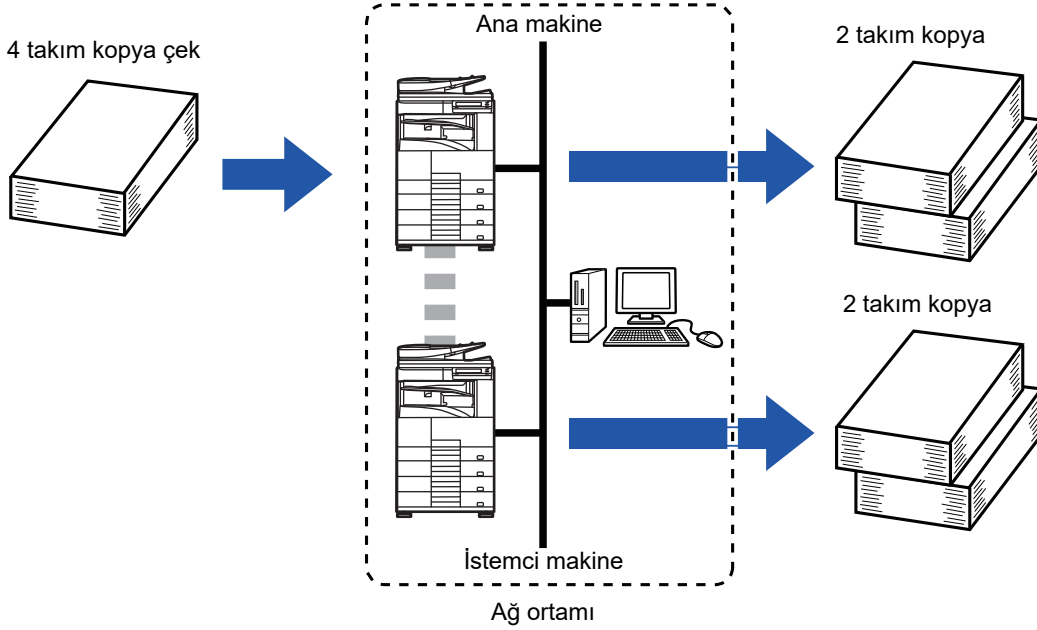 4 takım kopya çek
Ana makine
2 takım kopya
2 takım kopya
İstemci makine
Ağ ortamı